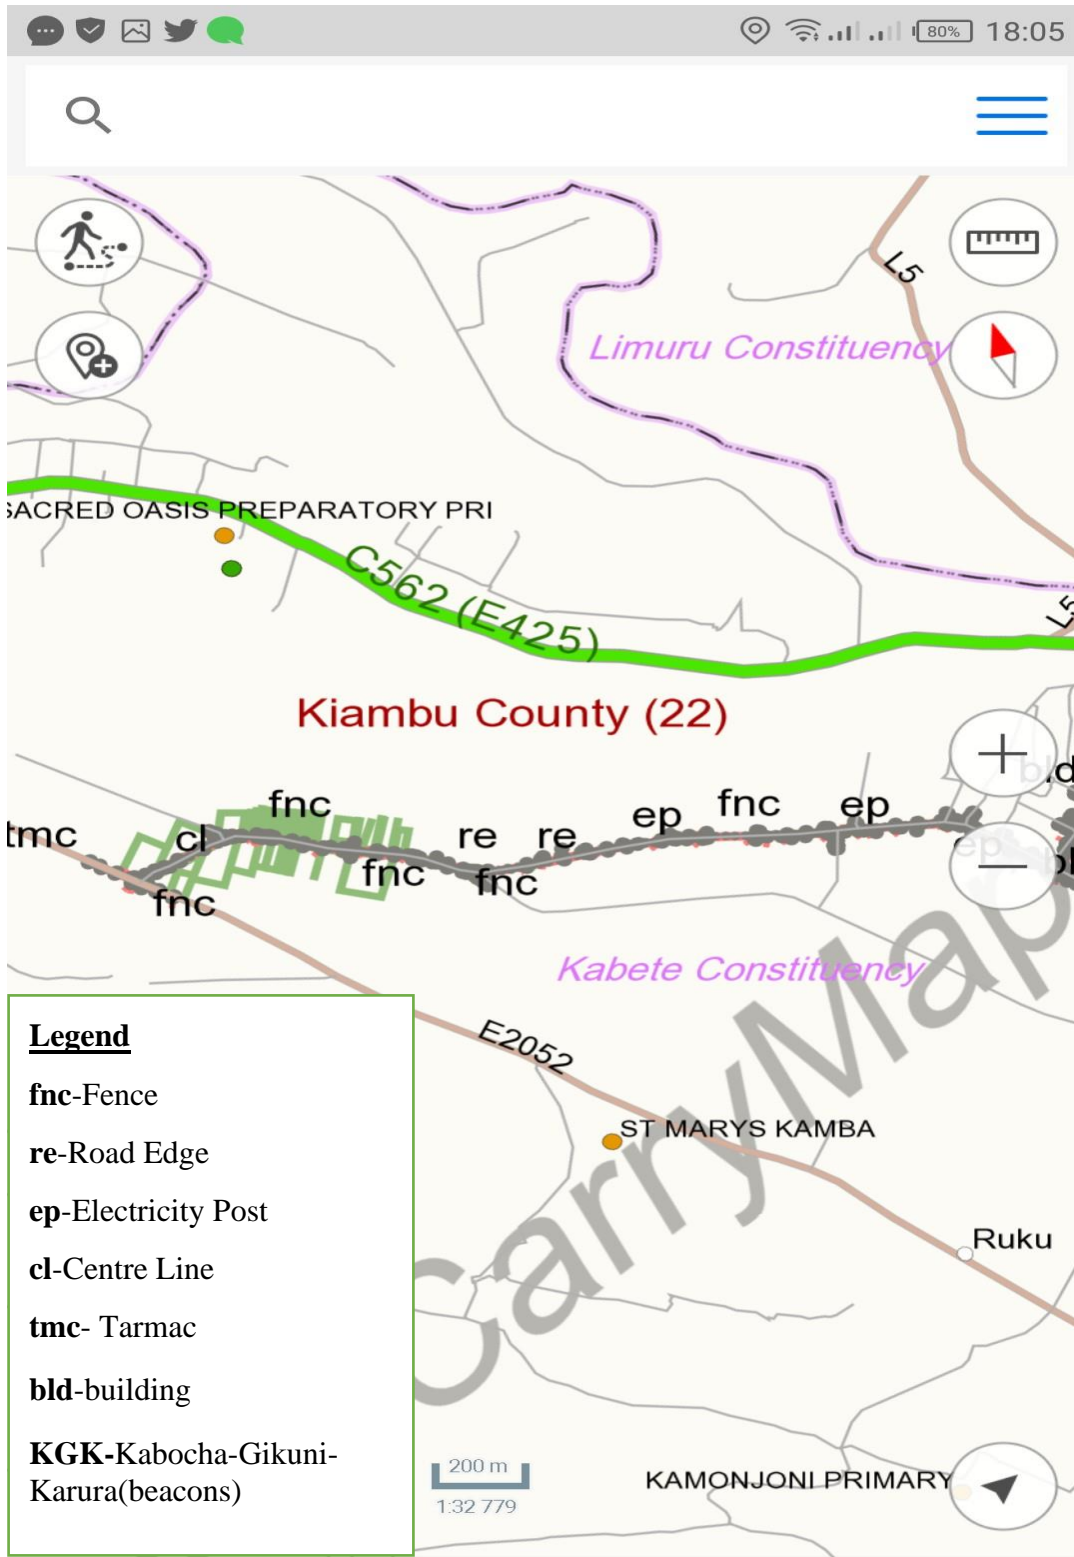 80% 18:05
L5
Limuru Constituency
SACRED OASIS PREPARATORY PRI
C562 (E425)
L5
Kiambu County (22)
bld
fnc
ep
fnc
ep
tmc
cl
re
re
ep
fnc
fnc
fnc
Kabete Constituency
CarryMap
Legend
fnc-Fence
re-Road Edge
ep-Electricity Post
cl-Centre Line
tmc- Tarmac
bld-building
KGK-Kabocha-Gikuni-
Karura(beacons)
E2052
ST MARYS KAMBA
Ruku
200 m
1:32 779
KAMONJONI PRIMARY